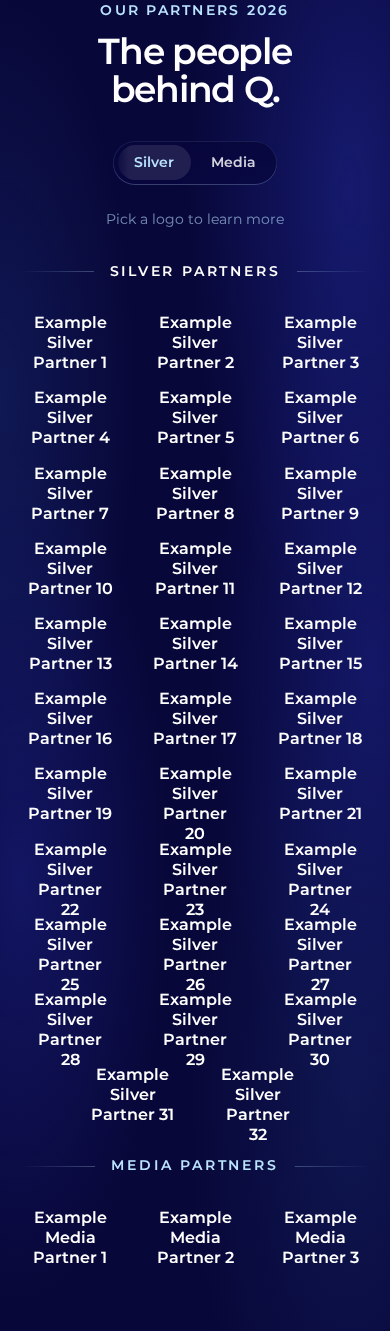 OUR PARTNERS 2026
The people
behind Q.
Silver
Media
Pick a logo to learn more
SILVER PARTNERS
Example
Silver
Partner 1
Example
Silver
Partner 2
Example
Silver
Partner 3
Example
Silver
Partner 4
Example
Silver
Partner 5
Example
Silver
Partner 6
Example
Silver
Partner 7
Example
Silver
Partner 8
Example
Silver
Partner 9
Example
Silver
Partner 10
Example
Silver
Partner 11
Example
Silver
Partner 12
Example
Silver
Partner 13
Example
Silver
Partner 14
Example
Silver
Partner 15
Example
Silver
Partner 16
Example
Silver
Partner 17
Example
Silver
Partner 18
Example
Silver
Partner 19
Example
Silver
Partner
20
Example
Silver
Partner 21
Example
Silver
Partner
22
Example
Silver
Partner
23
Example
Silver
Partner
24
Example
Silver
Partner
25
Example
Silver
Partner
26
Example
Silver
Partner
27
Example
Silver
Partner
28
Example
Silver
Partner
29
Example
Silver
Partner
30
Example
Silver
Partner 31
Example
Silver
Partner
32
MEDIA PARTNERS
Example
Media
Partner 1
Example
Media
Partner 2
Example
Media
Partner 3